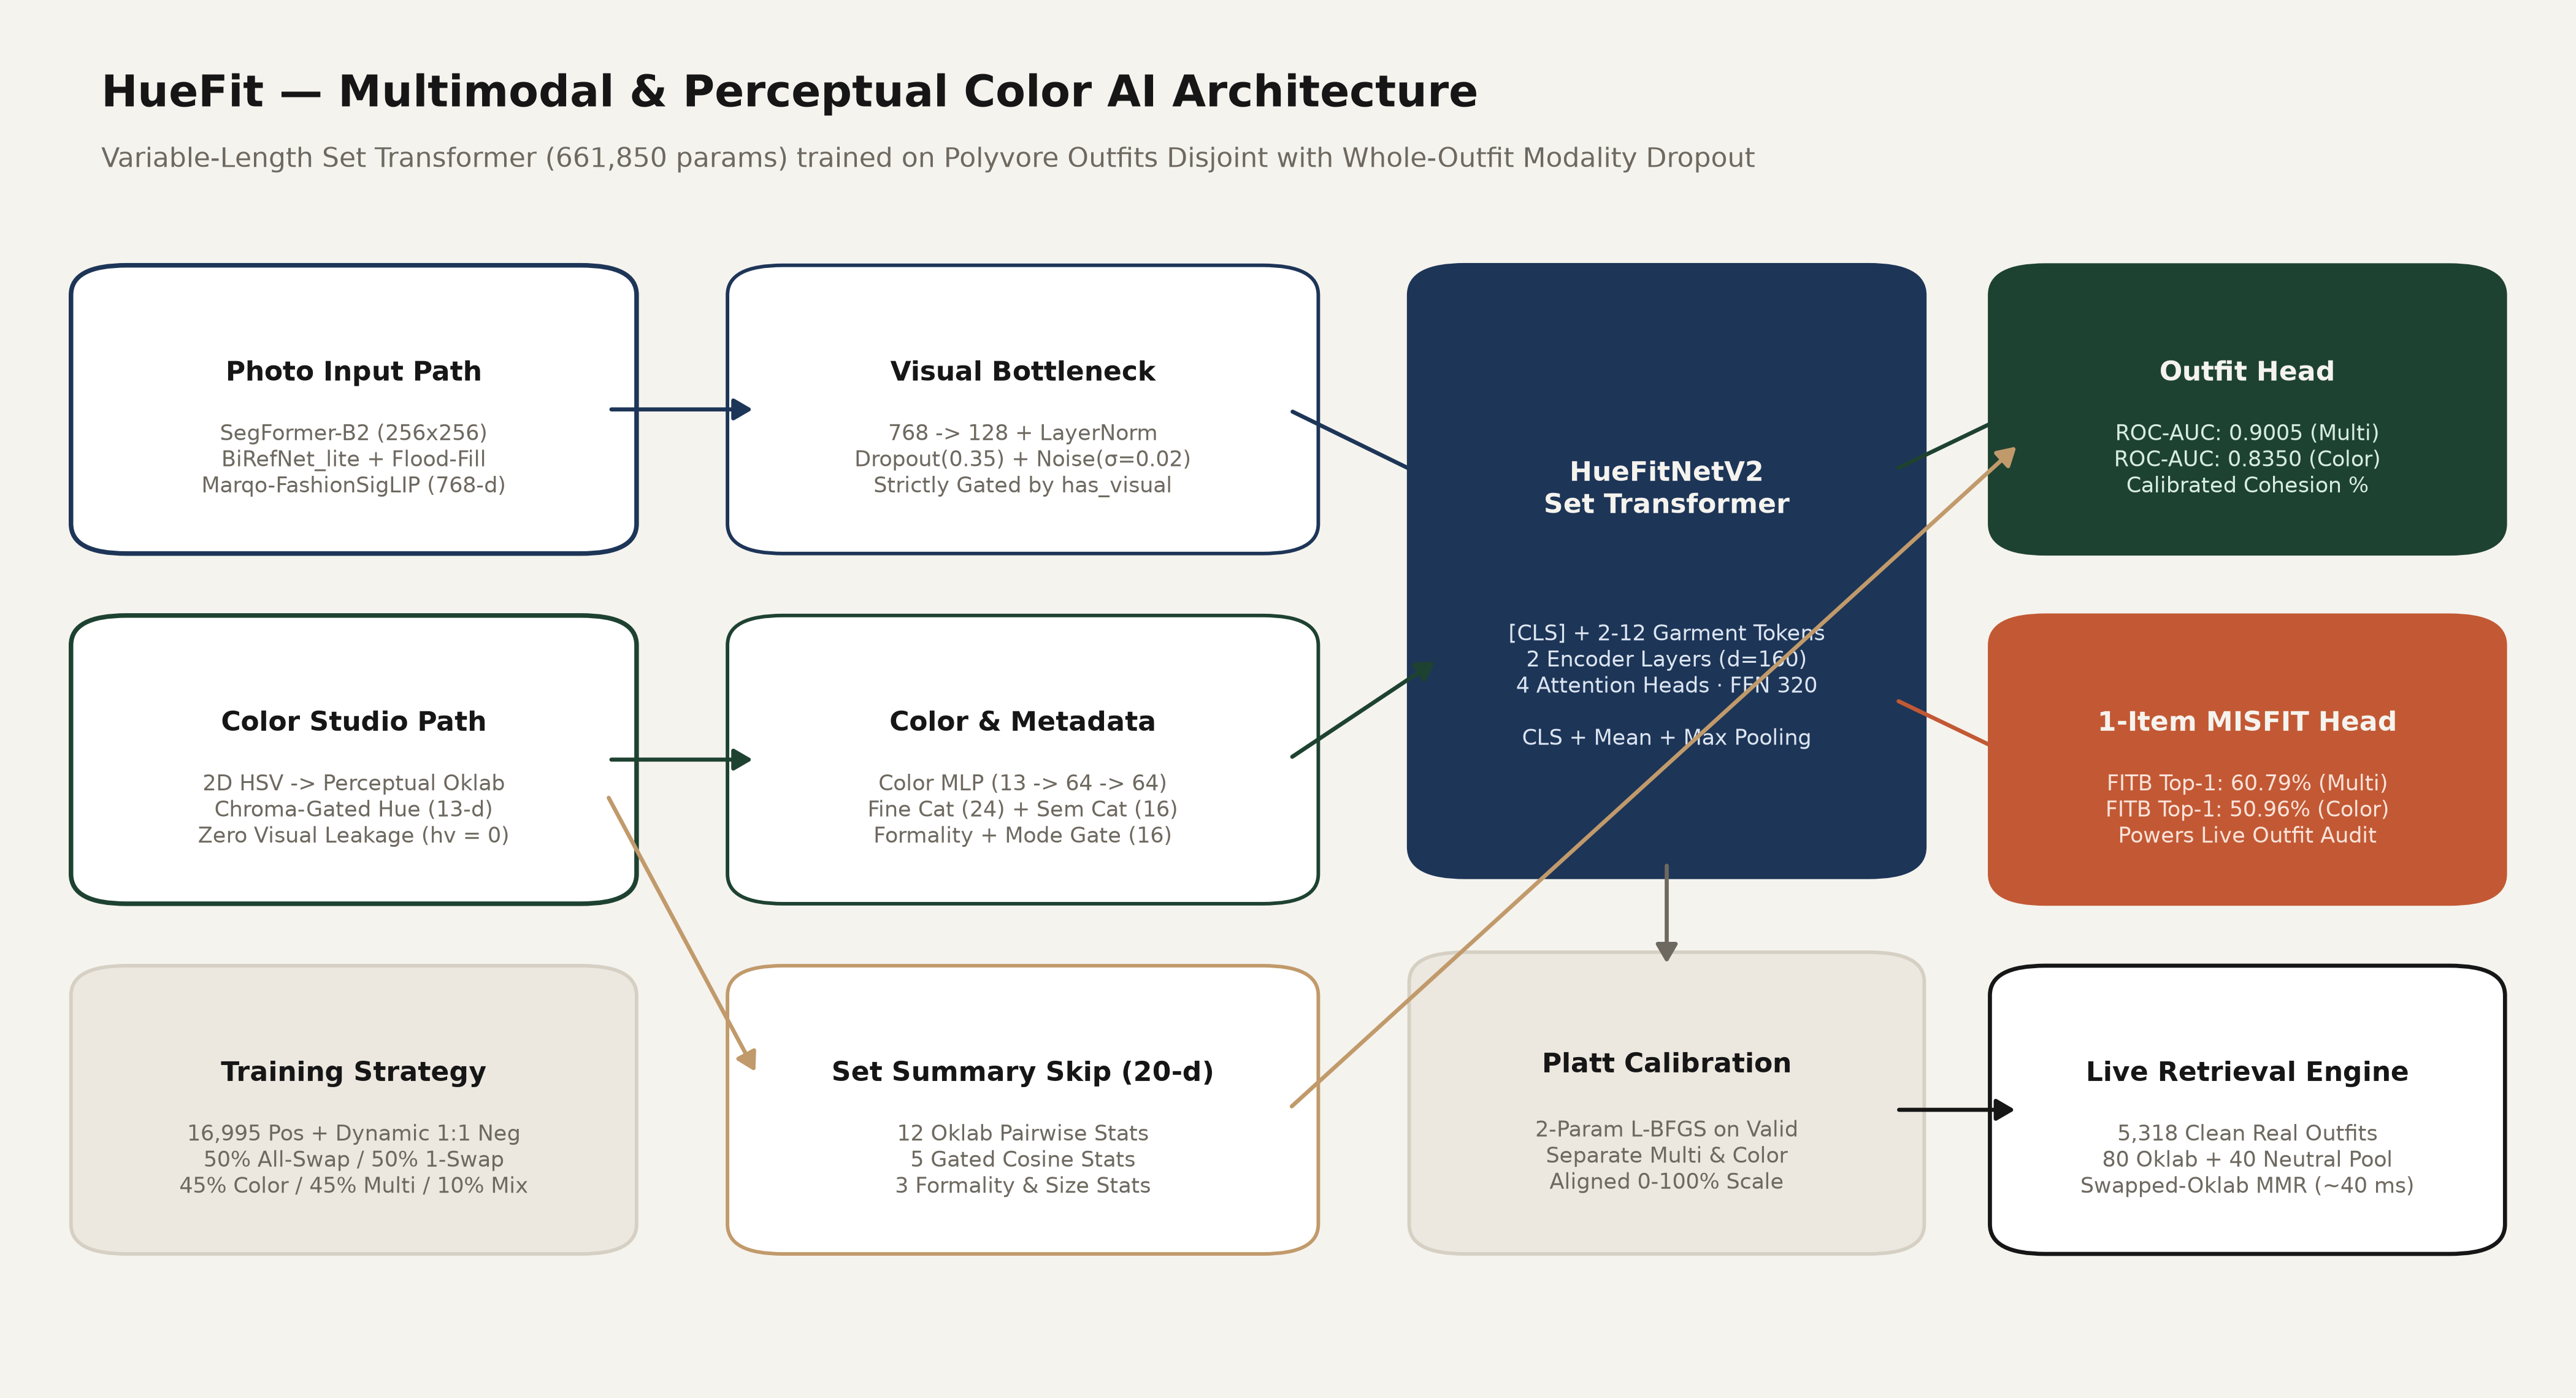 HueFit — Multimodal & Perceptual Color AI Architecture
Variable-Length Set Transformer (661,850 params) trained on Polyvore Outfits Disjoint with Whole-Outfit Modality Dropout
Photo Input Path
SegFormer-B2 (256x256)
BiRefNet_lite + Flood-Fill
Marqo-FashionSigLIP (768-d)
Visual Bottleneck
768 -> 128 + LayerNorm
Dropout(0.35) + Noise(σ=0.02)
Strictly Gated by has_visual
HueFitNetV2
Set Transformer
[CLS] + 2-12 Garment Tokens
2 Encoder Layers (d=160)
4 Attention Heads · FFN 320
CLS + Mean + Max Pooling
Outfit Head
ROC-AUC: 0.9005 (Multi)
ROC-AUC: 0.8350 (Color)
Calibrated Cohesion %
Color Studio Path
2D HSV -> Perceptual Oklab
Chroma-Gated Hue (13-d)
Zero Visual Leakage (hv = 0)
Color & Metadata
Color MLP (13 -> 64 -> 64)
Fine Cat (24) + Sem Cat (16)
Formality + Mode Gate (16)
1-Item MISFIT Head
FITB Top-1: 60.79% (Multi)
FITB Top-1: 50.96% (Color)
Powers Live Outfit Audit
Training Strategy
16,995 Pos + Dynamic 1:1 Neg
50% All-Swap / 50% 1-Swap
45% Color / 45% Multi / 10% Mix
Set Summary Skip (20-d)
12 Oklab Pairwise Stats
5 Gated Cosine Stats
3 Formality & Size Stats
Platt Calibration
2-Param L-BFGS on Valid
Separate Multi & Color
Aligned 0-100% Scale
Live Retrieval Engine
5,318 Clean Real Outfits
80 Oklab + 40 Neutral Pool
Swapped-Oklab MMR (~40 ms)